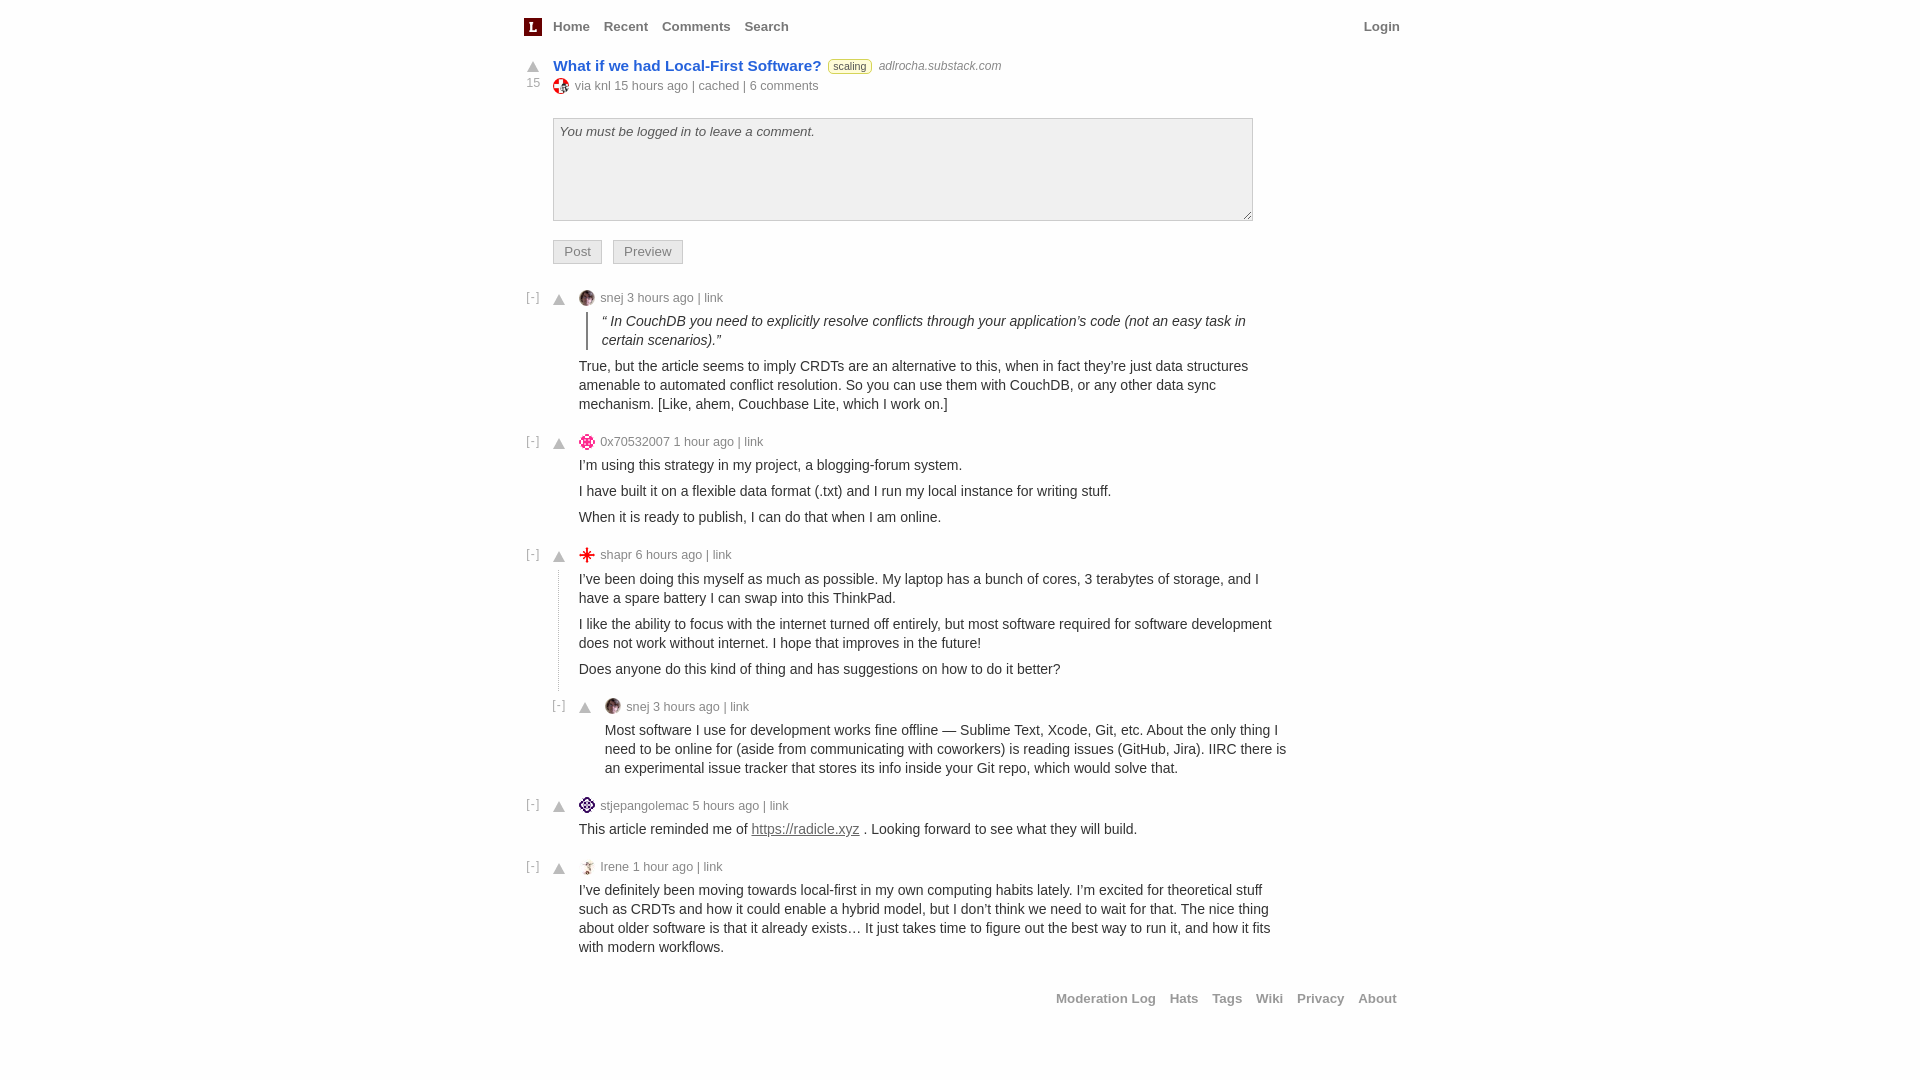 L Home Recent Comments Search Login
What if we had Local-First Software? scaling adlrocha.substack.com
15 via knl 15 hours ago | cached | 6 comments
You must be logged in to leave a comment.
Post Preview
[-] snej 3 hours ago | link
“ In CouchDB you need to explicitly resolve conflicts through your application’s code (not an easy task in
certain scenarios).”
True, but the article seems to imply CRDTs are an alternative to this, when in fact they’re just data structures
amenable to automated conflict resolution. So you can use them with CouchDB, or any other data sync
mechanism. [Like, ahem, Couchbase Lite, which I work on.]
[-] 0x70532007 1 hour ago | link
I’m using this strategy in my project, a blogging-forum system.
I have built it on a flexible data format (.txt) and I run my local instance for writing stuff.
When it is ready to publish, I can do that when I am online.
[-] shapr 6 hours ago | link
I’ve been doing this myself as much as possible. My laptop has a bunch of cores, 3 terabytes of storage, and I
have a spare battery I can swap into this ThinkPad.
I like the ability to focus with the internet turned off entirely, but most software required for software development
does not work without internet. I hope that improves in the future!
Does anyone do this kind of thing and has suggestions on how to do it better?
[-] snej 3 hours ago | link
Most software I use for development works fine offline — Sublime Text, Xcode, Git, etc. About the only thing I
need to be online for (aside from communicating with coworkers) is reading issues (GitHub, Jira). IIRC there is
an experimental issue tracker that stores its info inside your Git repo, which would solve that.
[-] stjepangolemac 5 hours ago | link
This article reminded me of https://radicle.xyz . Looking forward to see what they will build.
[-] Irene 1 hour ago | link
I’ve definitely been moving towards local-first in my own computing habits lately. I’m excited for theoretical stuff
such as CRDTs and how it could enable a hybrid model, but I don’t think we need to wait for that. The nice thing
about older software is that it already exists… It just takes time to figure out the best way to run it, and how it fits
with modern workflows.
Moderation Log Hats Tags Wiki Privacy About